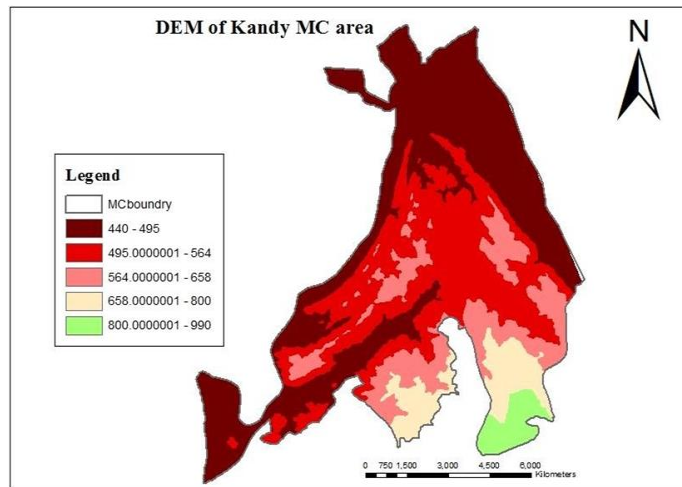 DEM of Kandy MC area
N
Legend
MCboundry
440 - 495
495.0000001 - 564
564.0000001 - 658
658.0000001 - 800
800.0000001 - 990
0 750 1,500 3,000 4,500 6,000
Kilometers